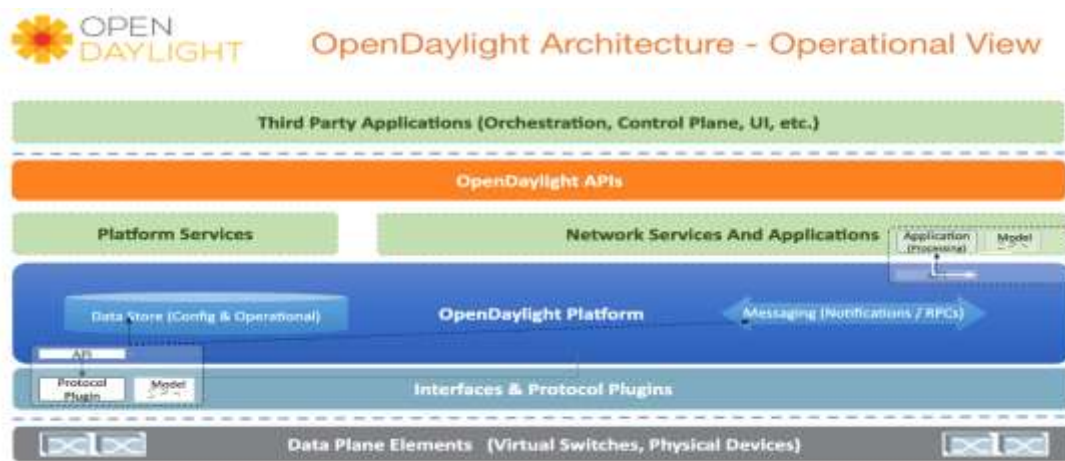 OPEN
DAYLIGHT
OpenDaylight Architecture - Operational View
Third Party Applications (Orchestration, Control Plane, UI, etc.)
OpenDaylight APIs
Platform Services
Network Services And Applications
Application
(Processing)
Model
Data Store (Config & Operational)
OpenDaylight Platform
Messaging (Notifications / RPCs)
API
Protocol
Plugin
Model
Interfaces & Protocol Plugins
Data Plane Elements (Virtual Switches, Physical Devices)